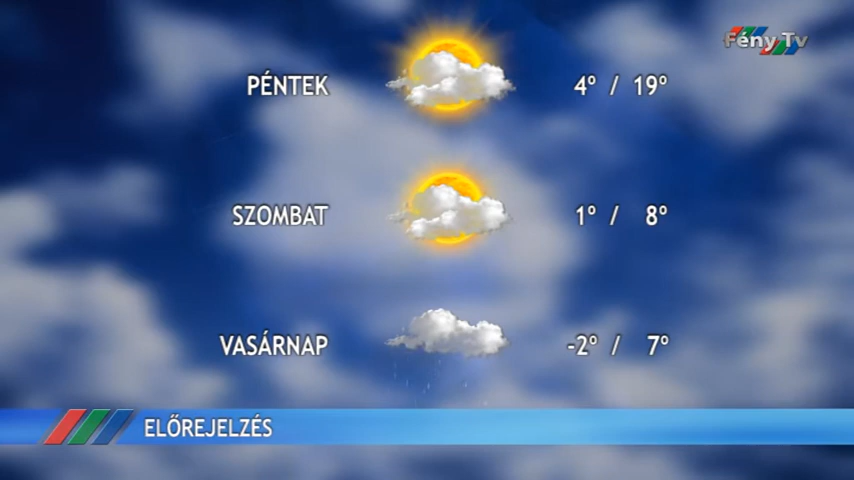 Fény Tv
PÉNTEK 4° / 19°
SZOMBAT 1° / 8°
VASÁRNAP -2° / 7°
ELŐREJELZÉS